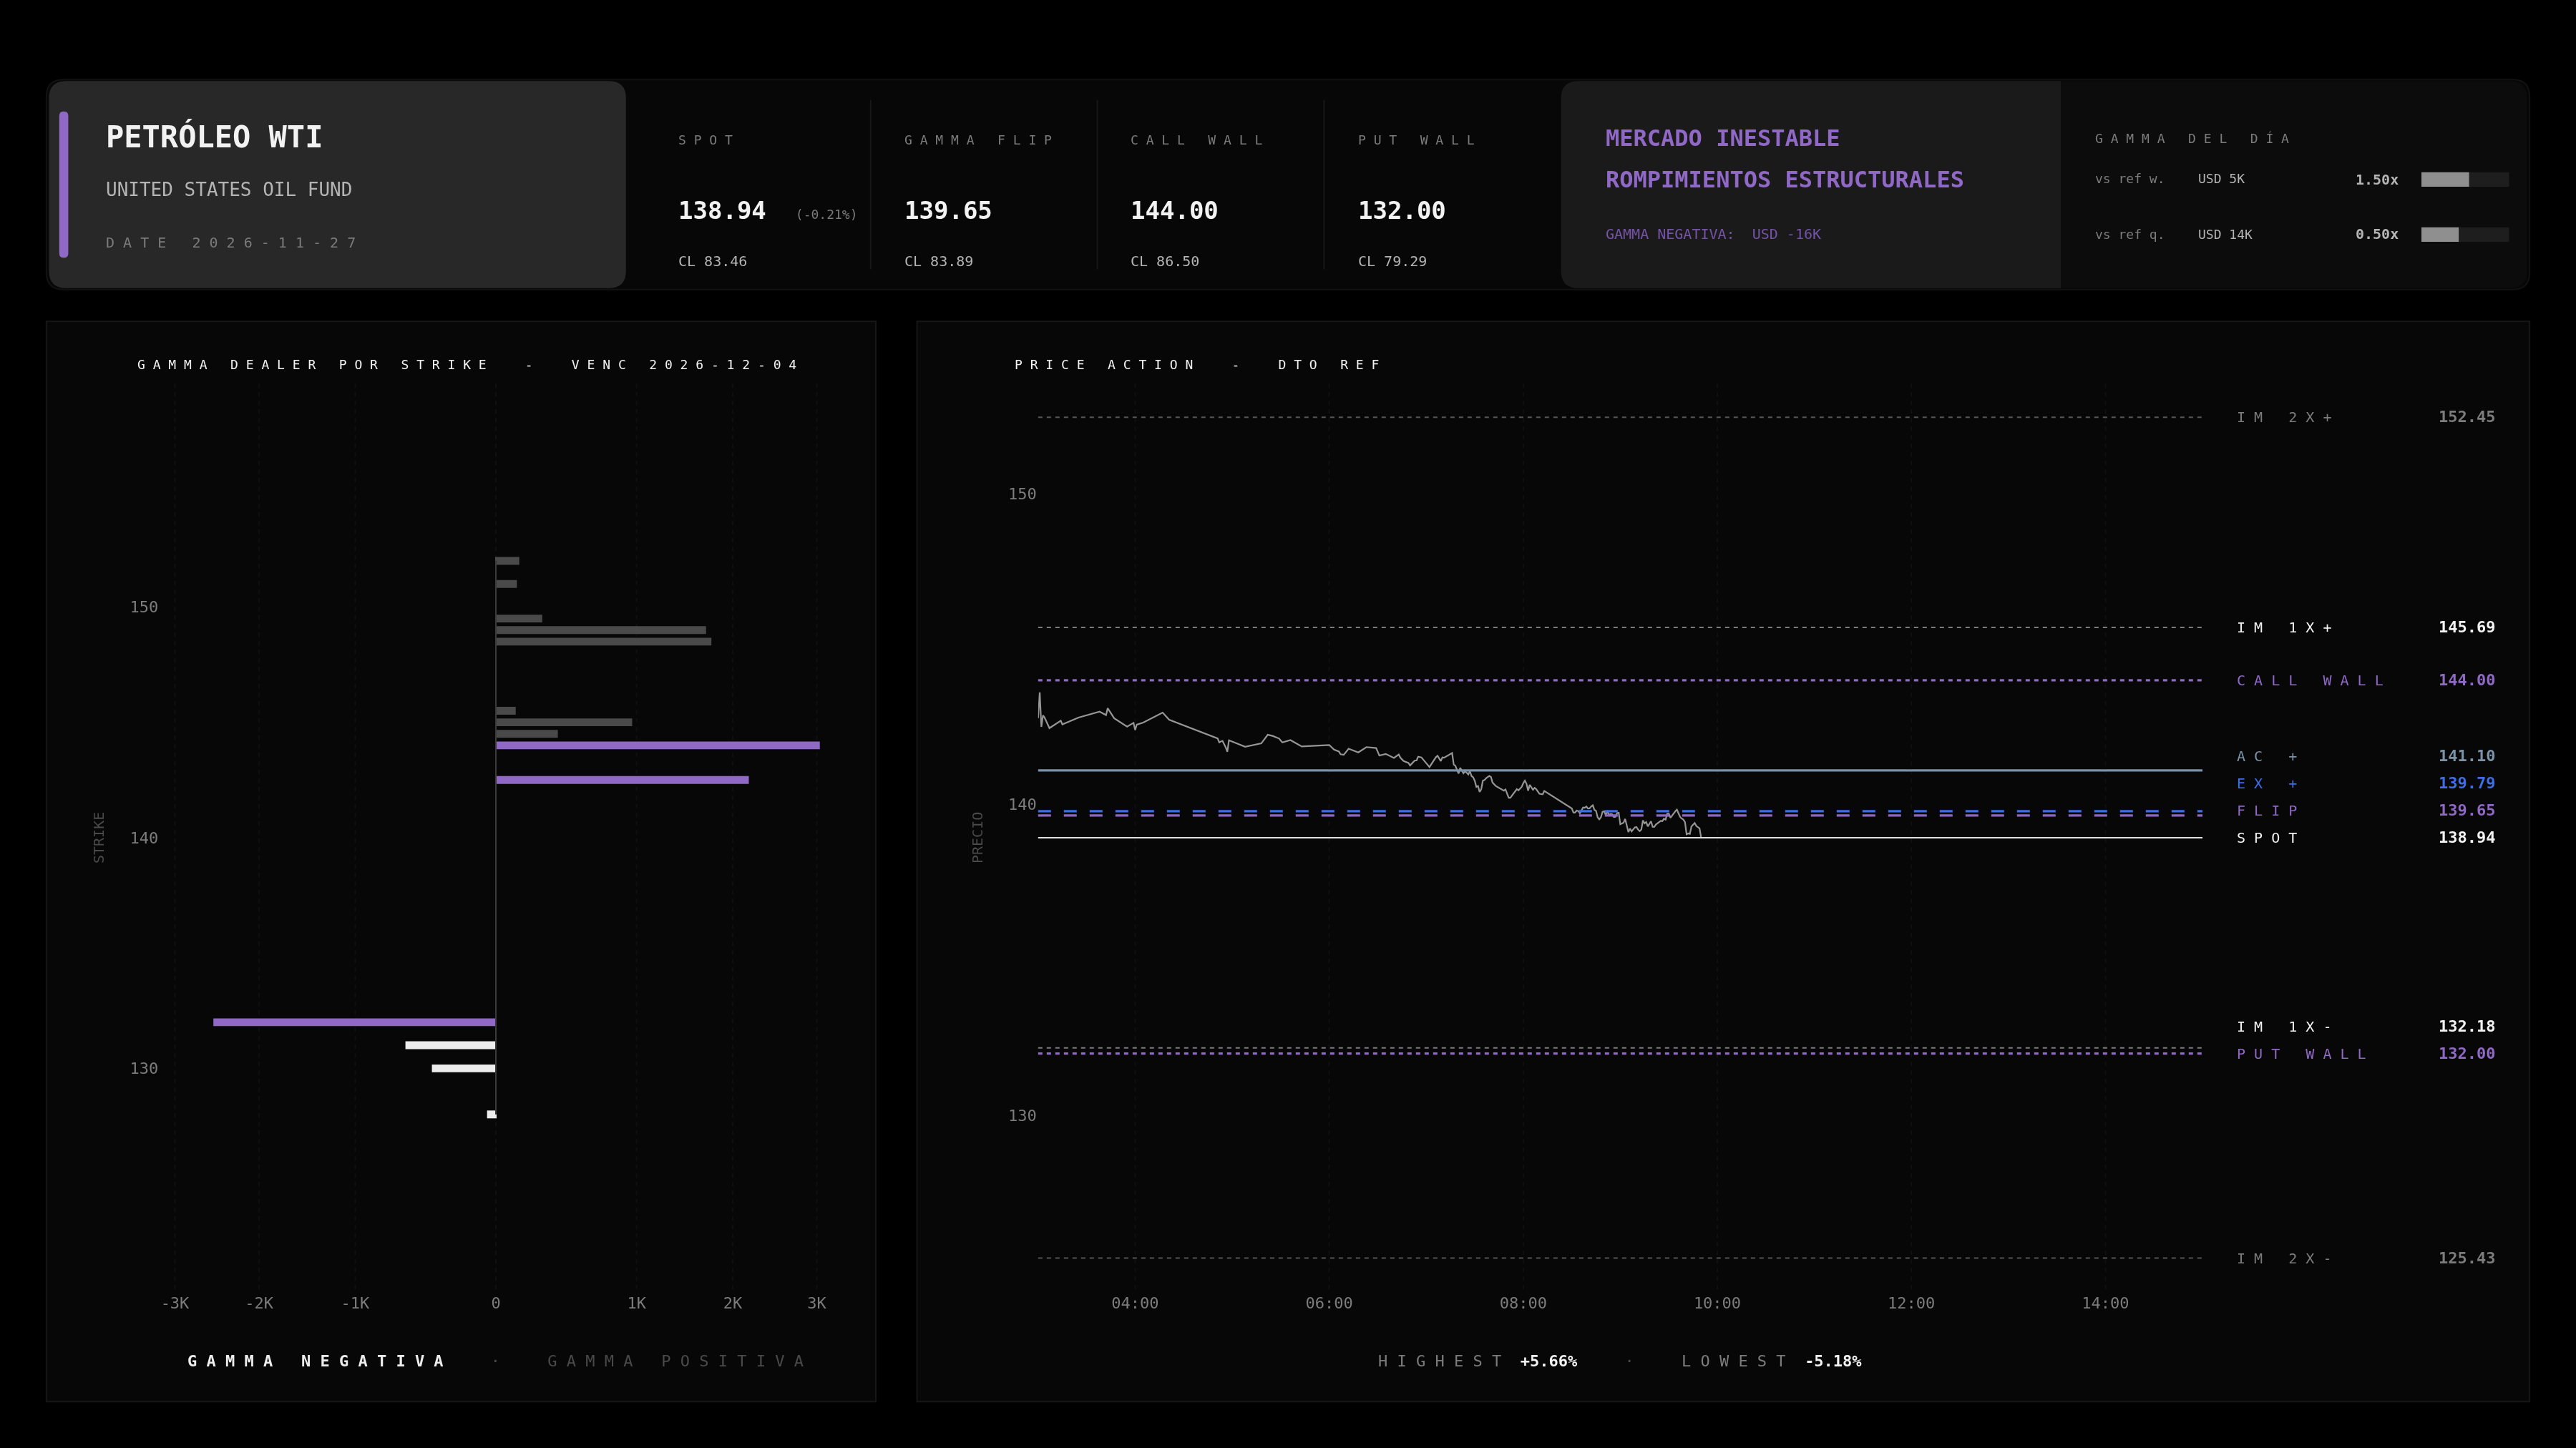 PETRÓLEO WTI
UNITED STATES OIL FUND
DATE 2026-11-27
SPOT
138.94 (-0.21%)
CL 83.46
GAMMA FLIP
139.65
CL 83.89
CALL WALL
144.00
CL 86.50
PUT WALL
132.00
CL 79.29
MERCADO INESTABLE
ROMPIMIENTOS ESTRUCTURALES
GAMMA NEGATIVA: USD -16K
GAMMA DEL DÍA
vs ref w. USD 5K 1.50x
vs ref q. USD 14K 0.50x
GAMMA DEALER POR STRIKE - VENC 2026-12-04
STRIKE
150
140
130
-3K -2K -1K 0 1K 2K 3K
GAMMA NEGATIVA · GAMMA POSITIVA
PRICE ACTION - DTO REF
PRECIO
150
140
130
IM 2X+ 152.45
IM 1X+ 145.69
CALL WALL 144.00
AC + 141.10
EX + 139.79
FLIP 139.65
SPOT 138.94
IM 1X- 132.18
PUT WALL 132.00
IM 2X- 125.43
04:00 06:00 08:00 10:00 12:00 14:00
HIGHEST +5.66% · LOWEST -5.18%